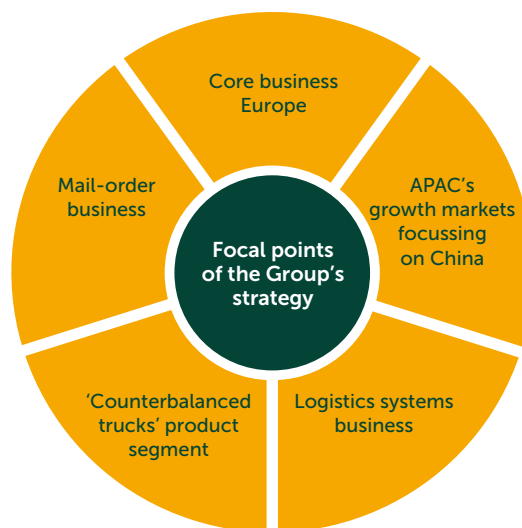 Core business
Europe
Mail-order
business
APAC’s
growth markets
focussing
on China
Focal points
of the Group’s
strategy
‘Counterbalanced
trucks’ product
segment
Logistics systems
business